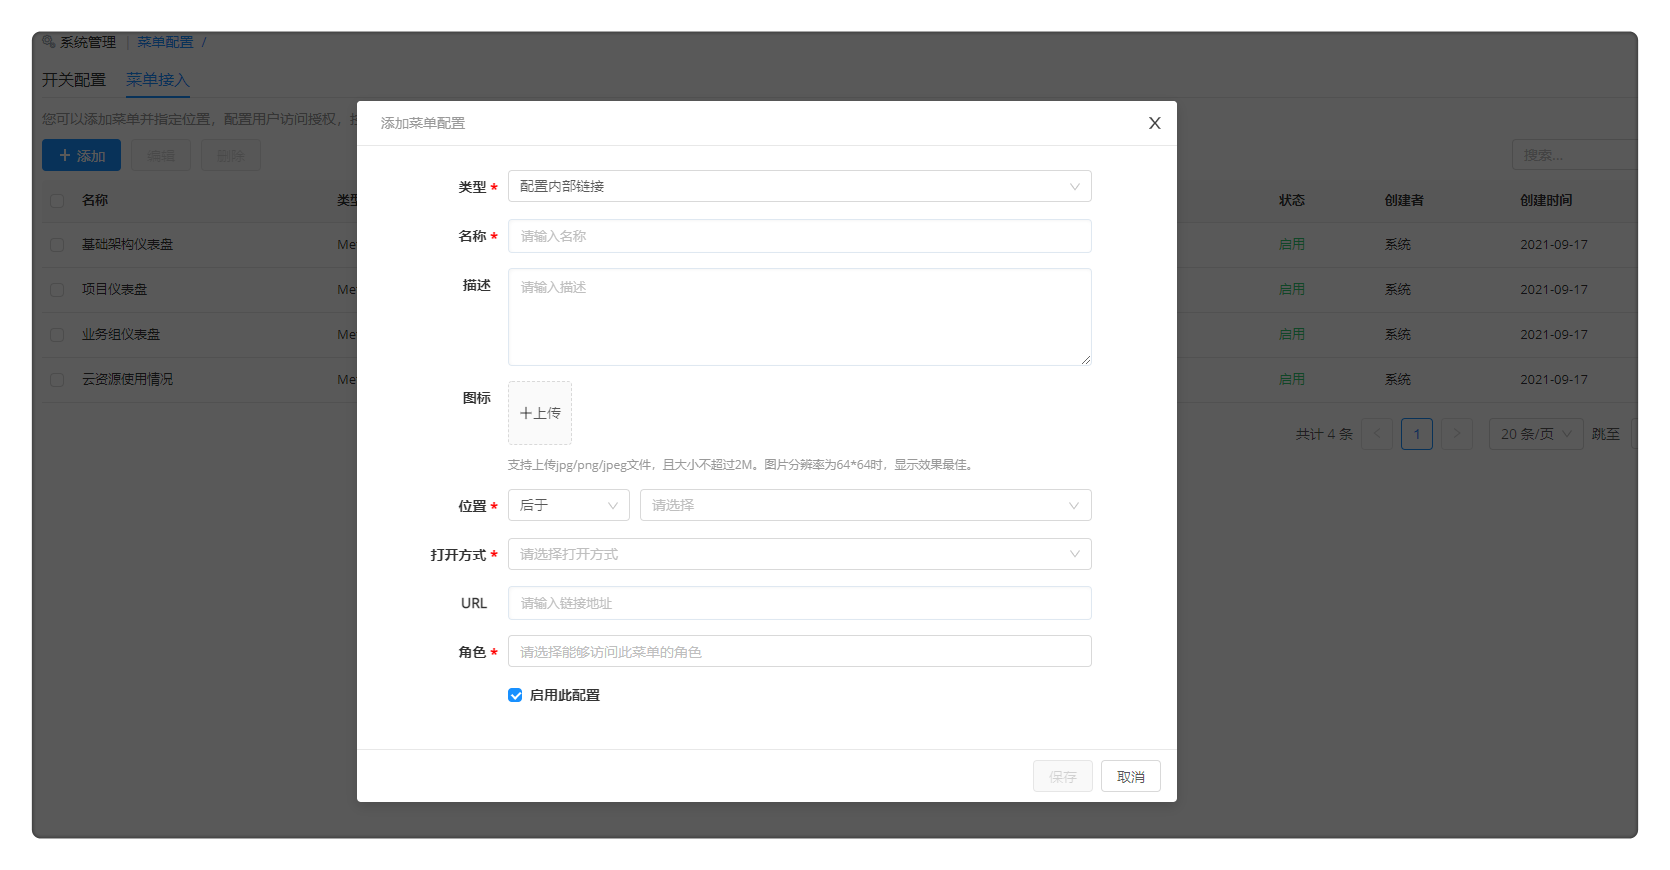 系统管理 | 菜单配置 /
开关配置 菜单接入
您可以添加菜单并指定位置，配置用户访问授权，
+ 添加 编辑 删除 搜索...
名称 类型 状态 创建者 创建时间
基础架构仪表盘 Me 启用 系统 2021-09-17
项目仪表盘 Me 启用 系统 2021-09-17
业务组仪表盘 Me 启用 系统 2021-09-17
云资源使用情况 Me 启用 系统 2021-09-17
共计 4 条 < 1 > 20 条/页 跳至
添加菜单配置 X
类型 * 配置内部链接
名称 * 请输入名称
描述 请输入描述
图标 +上传
支持上传jpg/png/jpeg文件，且大小不超过2M。图片分辨率为64*64时，显示效果最佳。
位置 * 后于 请选择
打开方式 * 请选择打开方式
URL 请输入链接地址
角色 * 请选择能够访问此菜单的角色
启用此配置
保存 取消